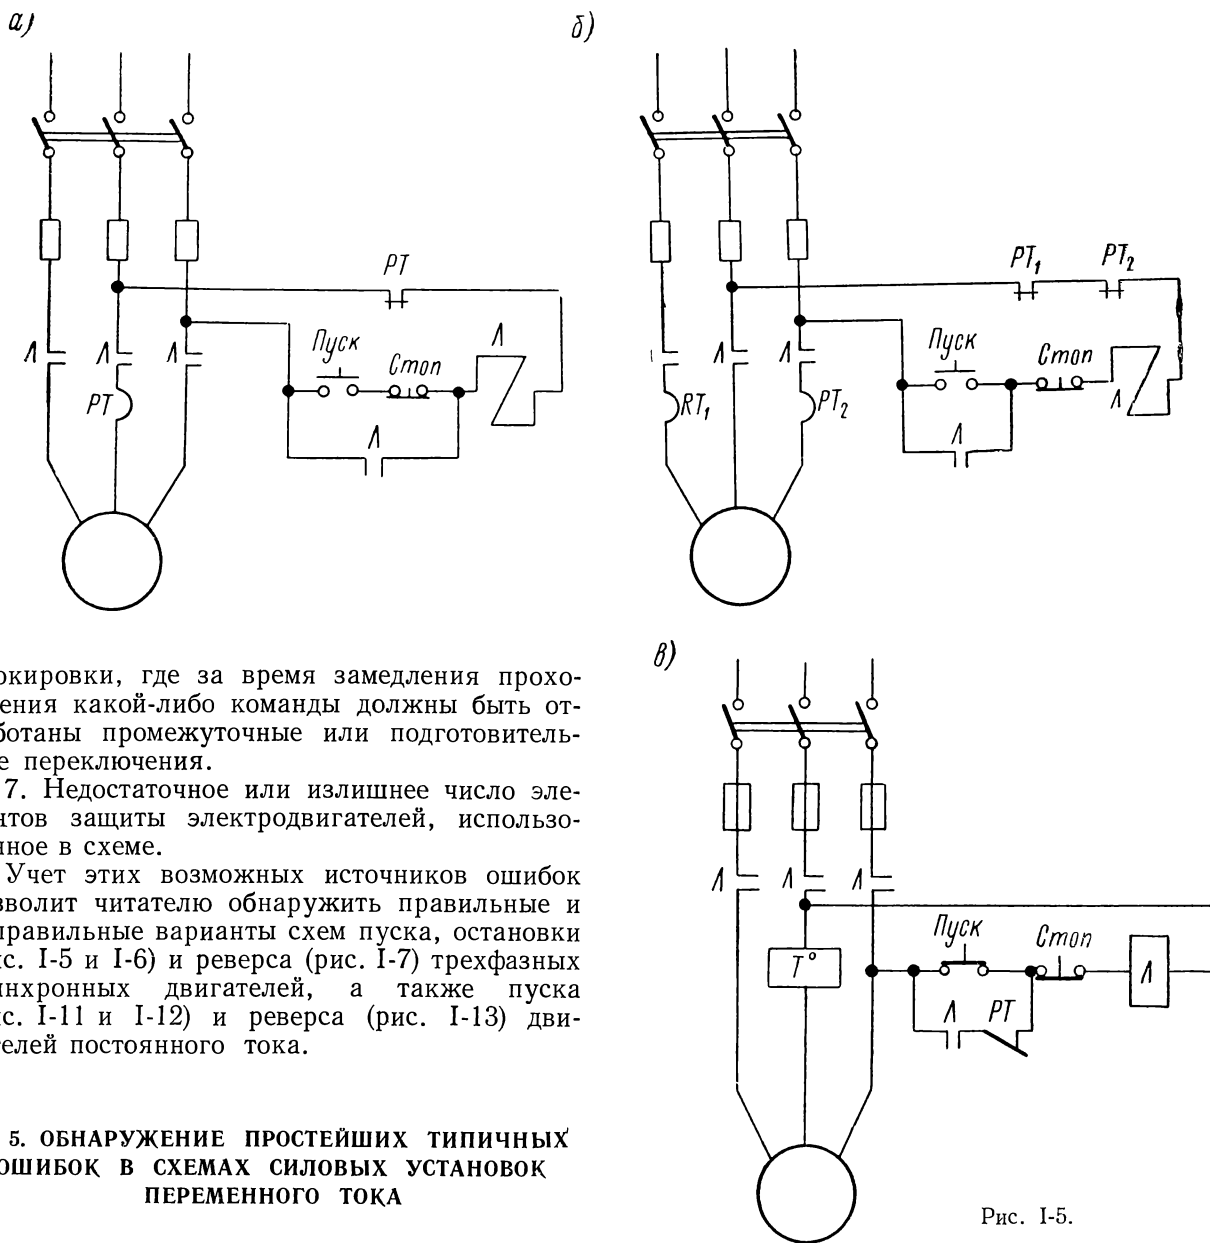 а)
РТ
Л
Л
Л
Пуск
Стоп
Л
РТ
Л
б)
РТ₁
РТ₂
Л
Л
Пуск
Стоп
Л
RT₁
РТ₂
Л
окировки, где за время замедления прохо-
ения какой-либо команды должны быть от-
ботаны промежуточные или подготовитель-
е переключения.
7. Недостаточное или излишнее число эле-
нтов защиты электродвигателей, использо-
нное в схеме.
Учет этих возможных источников ошибок
зволит читателю обнаружить правильные и
правильные варианты схем пуска, остановки
с. I-5 и I-6) и реверса (рис. I-7) трехфазных
инхронных двигателей, а также пуска
с. I-11 и I-12) и реверса (рис. I-13) дви-
телей постоянного тока.
5. ОБНАРУЖЕНИЕ ПРОСТЕЙШИХ ТИПИЧНЫХ
ОШИБОК В СХЕМАХ СИЛОВЫХ УСТАНОВОК
ПЕРЕМЕННОГО ТОКА
в)
Л
Л
Л
Пуск
Стоп
Т°
Л
Л
РТ
Рис. I-5.